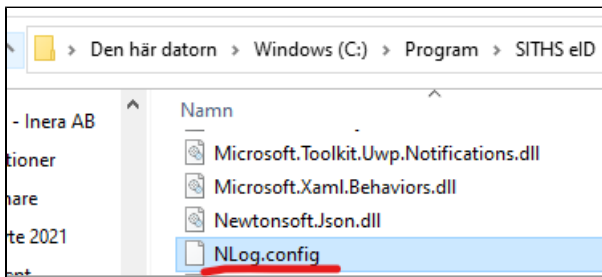 Den här datorn > Windows (C:) > Program > SITHS eID
Namn
- Inera AB
Microsoft.Toolkit.Uwp.Notifications.dll
tioner
Microsoft.Xaml.Behaviors.dll
nare
Newtonsoft.Json.dll
rte 2021
NLog.config